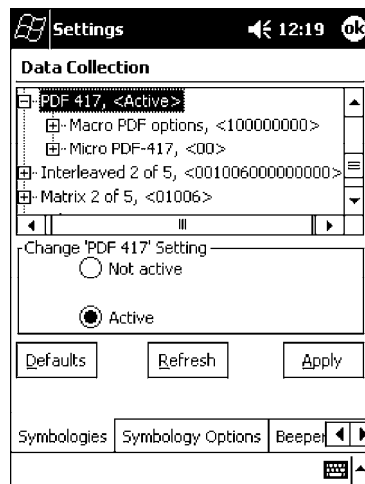 Settings 12:19 ok
Data Collection
PDF 417, <Active>
Macro PDF options, <100000000>
Micro PDF-417, <00>
Interleaved 2 of 5, <001006000000000>
Matrix 2 of 5, <01006>
Change 'PDF 417' Setting
Not active
Active
Defaults Refresh Apply
Symbologies Symbology Options Beeper